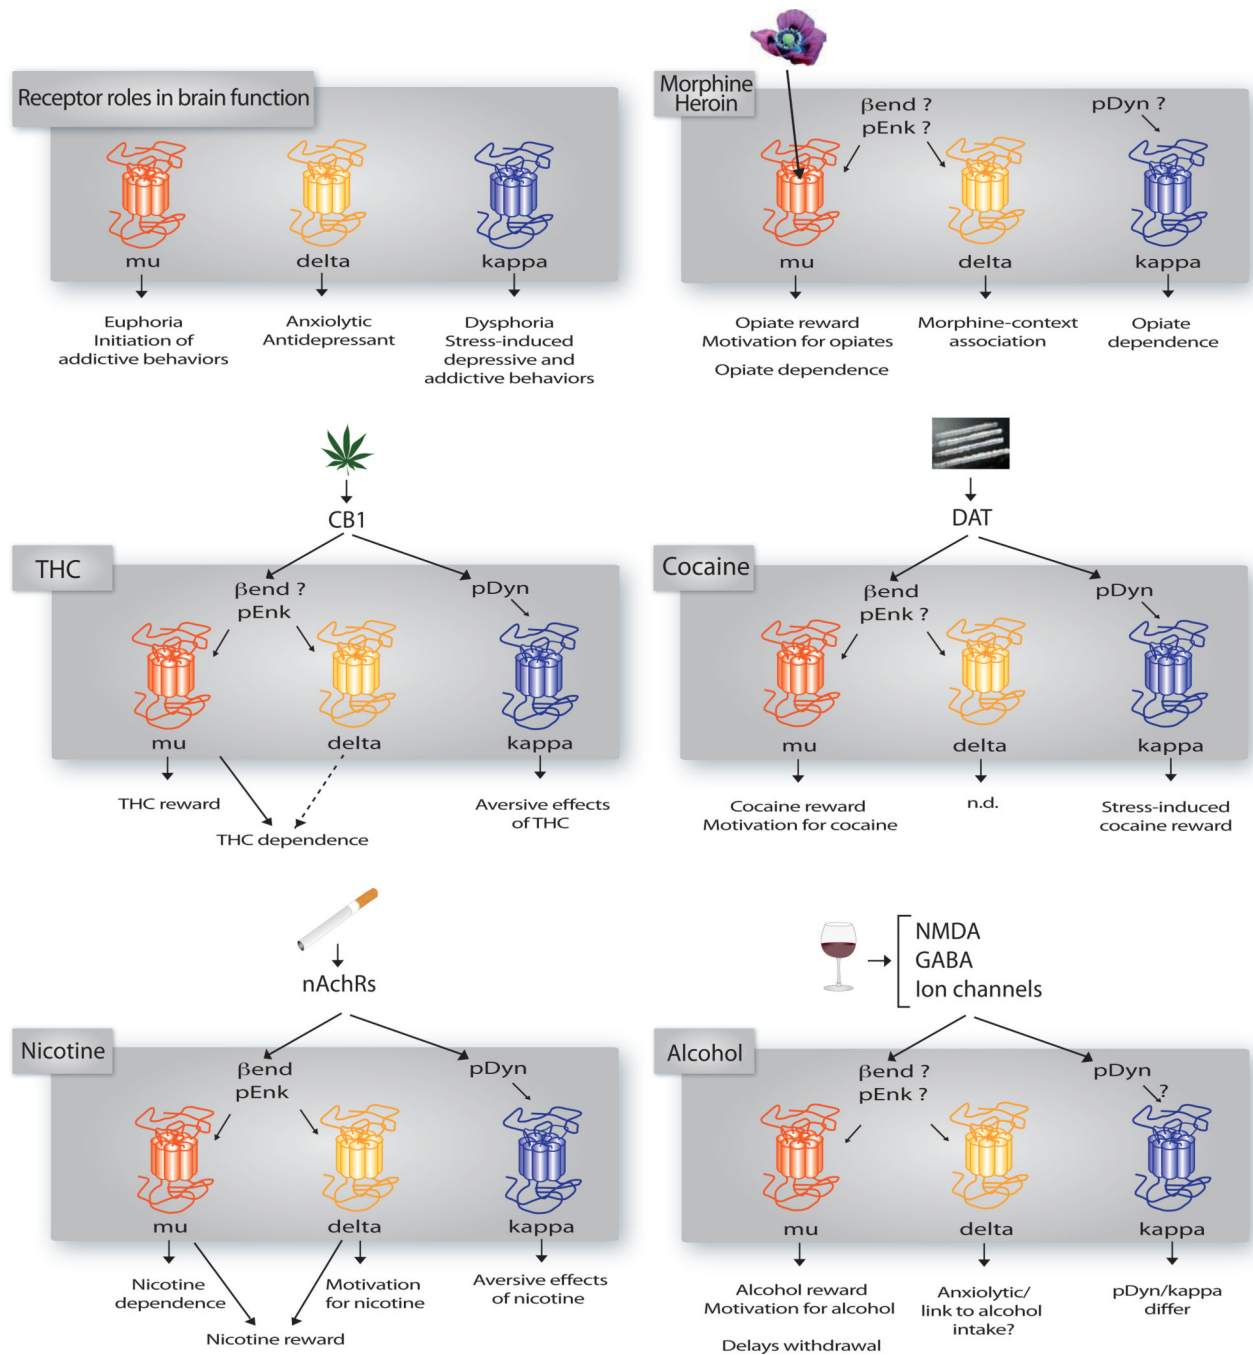 Receptor roles in brain function
mu
delta
kappa
Euphoria
Initiation of
addictive behaviors
Anxiolytic
Antidepressant
Dysphoria
Stress-induced
depressive and
addictive behaviors
Morphine
Heroin
βend ?
pEnk ?
pDyn ?
mu
delta
kappa
Opiate reward
Motivation for opiates
Opiate dependence
Morphine-context
association
Opiate
dependence
CB1
THC
βend ?
pEnk
pDyn
mu
delta
kappa
THC reward
THC dependence
Aversive effects
of THC
DAT
Cocaine
βend
pEnk ?
pDyn
mu
delta
kappa
Cocaine reward
Motivation for cocaine
n.d.
Stress-induced
cocaine reward
nAchRs
Nicotine
βend
pEnk
pDyn
mu
delta
kappa
Nicotine
dependence
Motivation
for nicotine
Nicotine reward
Aversive effects
of nicotine
NMDA
GABA
Ion channels
Alcohol
βend ?
pEnk ?
pDyn
?
mu
delta
kappa
Alcohol reward
Motivation for alcohol
Delays withdrawal
Anxiolytic/
link to alcohol
intake?
pDyn/kappa
differ